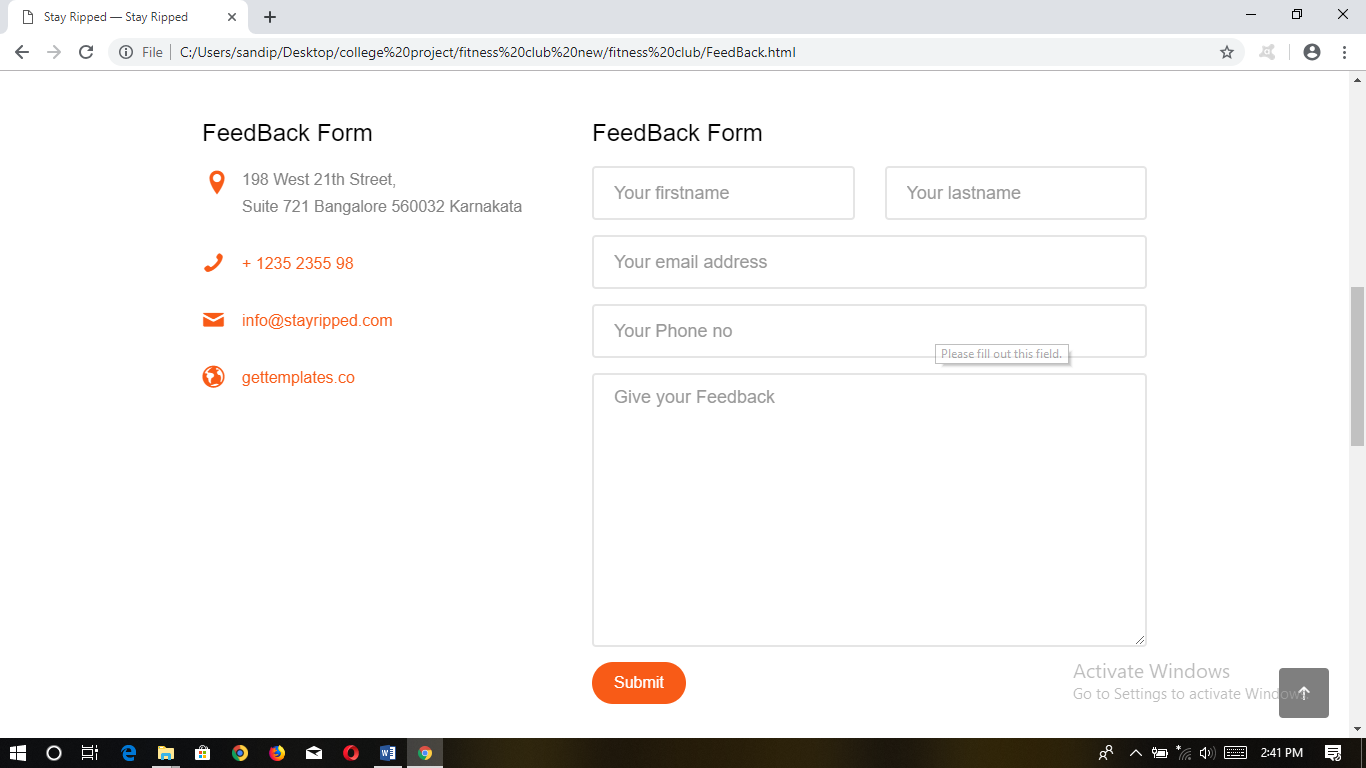 Stay Ripped — Stay Ripped
File C:/Users/sandip/Desktop/college%20project/fitness%20club%20new/fitness%20club/FeedBack.html
FeedBack Form
198 West 21th Street,
Suite 721 Bangalore 560032 Karnakata
+ 1235 2355 98
info@stayripped.com
gettemplates.co
FeedBack Form
Your firstname
Your lastname
Your email address
Your Phone no
Please fill out this field.
Give your Feedback
Submit
Activate Windows
Go to Settings to activate Windows.
2:41 PM